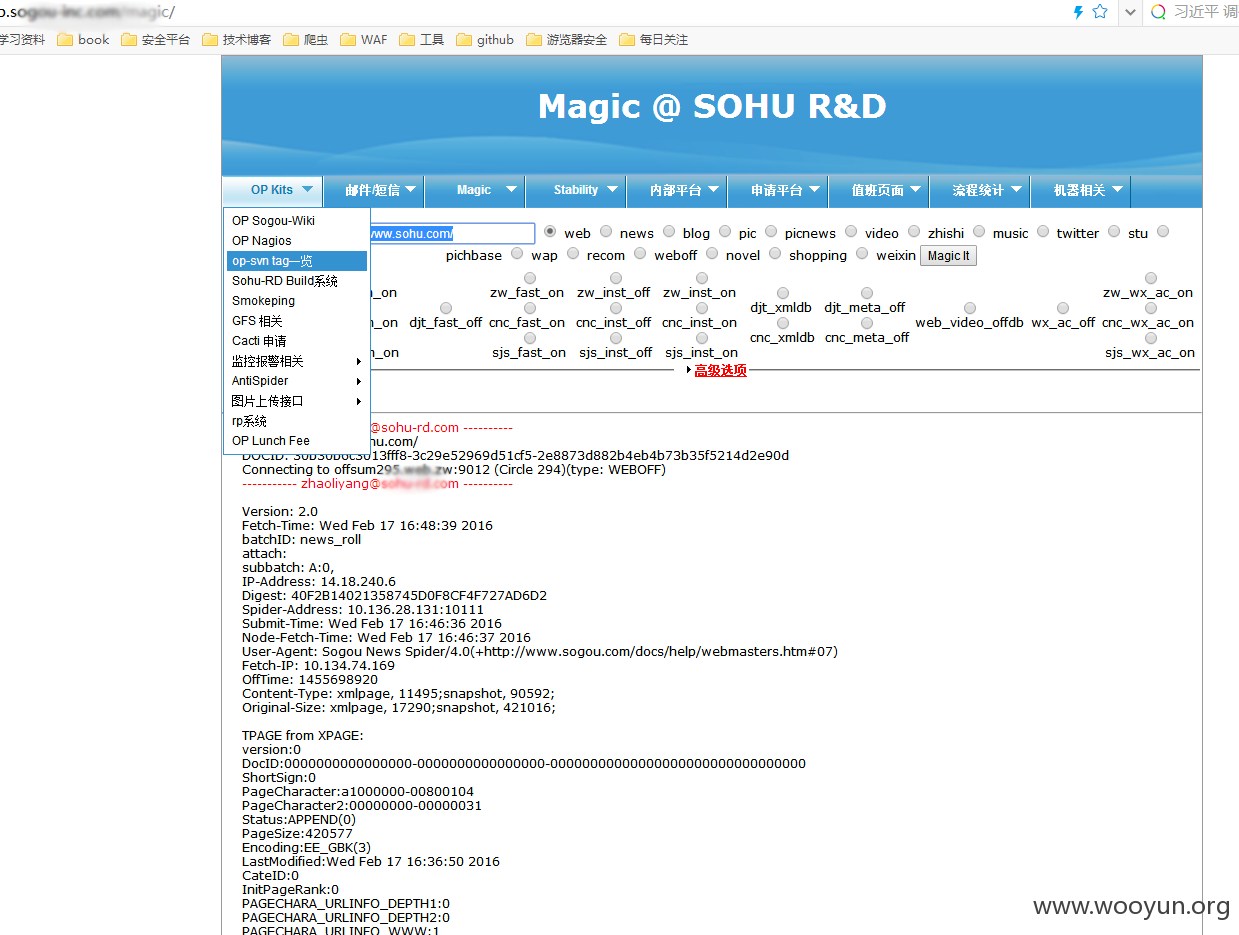 /magic/
习近平 调
学习资料 book 安全平台 技术博客 爬虫 WAF 工具 github 游览器安全 每日关注
Magic @ SOHU R&D
OP Kits 邮件/短信 Magic Stability 内部平台 申请平台 值班页面 流程统计 机器相关
OP Sogou-Wiki
OP Nagios
op-svn tag一览
Sohu-RD Build系统
Smokeping
GFS 相关
Cacti 申请
监控报警相关
AntiSpider
图片上传接口
rp系统
OP Lunch Fee
www.sohu.com/ web news blog pic picnews video zhishi music twitter stu
pichbase wap recom weboff novel shopping weixin Magic It
_on zw_fast_on zw_inst_off zw_inst_on djt_xmldb djt_meta_off zw_wx_ac_on
_on djt_fast_off cnc_fast_on cnc_inst_off cnc_inst_on web_video_offdb wx_ac_off cnc_wx_ac_on
cnc_xmldb cnc_meta_off
_on sjs_fast_on sjs_inst_off sjs_inst_on sjs_wx_ac_on
高级选项
@sohu-rd.com ----------
hu.com/
DOCID: 30b30b6c3013fff8-3c29e52969d51cf5-2e8873d882b4eb4b73b35f5214d2e90d
Connecting to offsum295.web.zw:9012 (Circle 294)(type: WEBOFF)
----------- zhaoliyang@sohu-rd.com ----------
Version: 2.0
Fetch-Time: Wed Feb 17 16:48:39 2016
batchID: news_roll
attach:
subbatch: A:0,
IP-Address: 14.18.240.6
Digest: 40F2B14021358745D0F8CF4F727AD6D2
Spider-Address: 10.136.28.131:10111
Submit-Time: Wed Feb 17 16:46:36 2016
Node-Fetch-Time: Wed Feb 17 16:46:37 2016
User-Agent: Sogou News Spider/4.0(+http://www.sogou.com/docs/help/webmasters.htm#07)
Fetch-IP: 10.134.74.169
OffTime: 1455698920
Content-Type: xmlpage, 11495;snapshot, 90592;
Original-Size: xmlpage, 17290;snapshot, 421016;
TPAGE from XPAGE:
version:0
DocID:0000000000000000-0000000000000000-00000000000000000000000000000000
ShortSign:0
PageCharacter:a1000000-00800104
PageCharacter2:00000000-00000031
Status:APPEND(0)
PageSize:420577
Encoding:EE_GBK(3)
LastModified:Wed Feb 17 16:36:50 2016
CateID:0
InitPageRank:0
PAGECHARA_URLINFO_DEPTH1:0
PAGECHARA_URLINFO_DEPTH2:0
PAGECHARA_URLINFO_WWW:1
www.wooyun.org